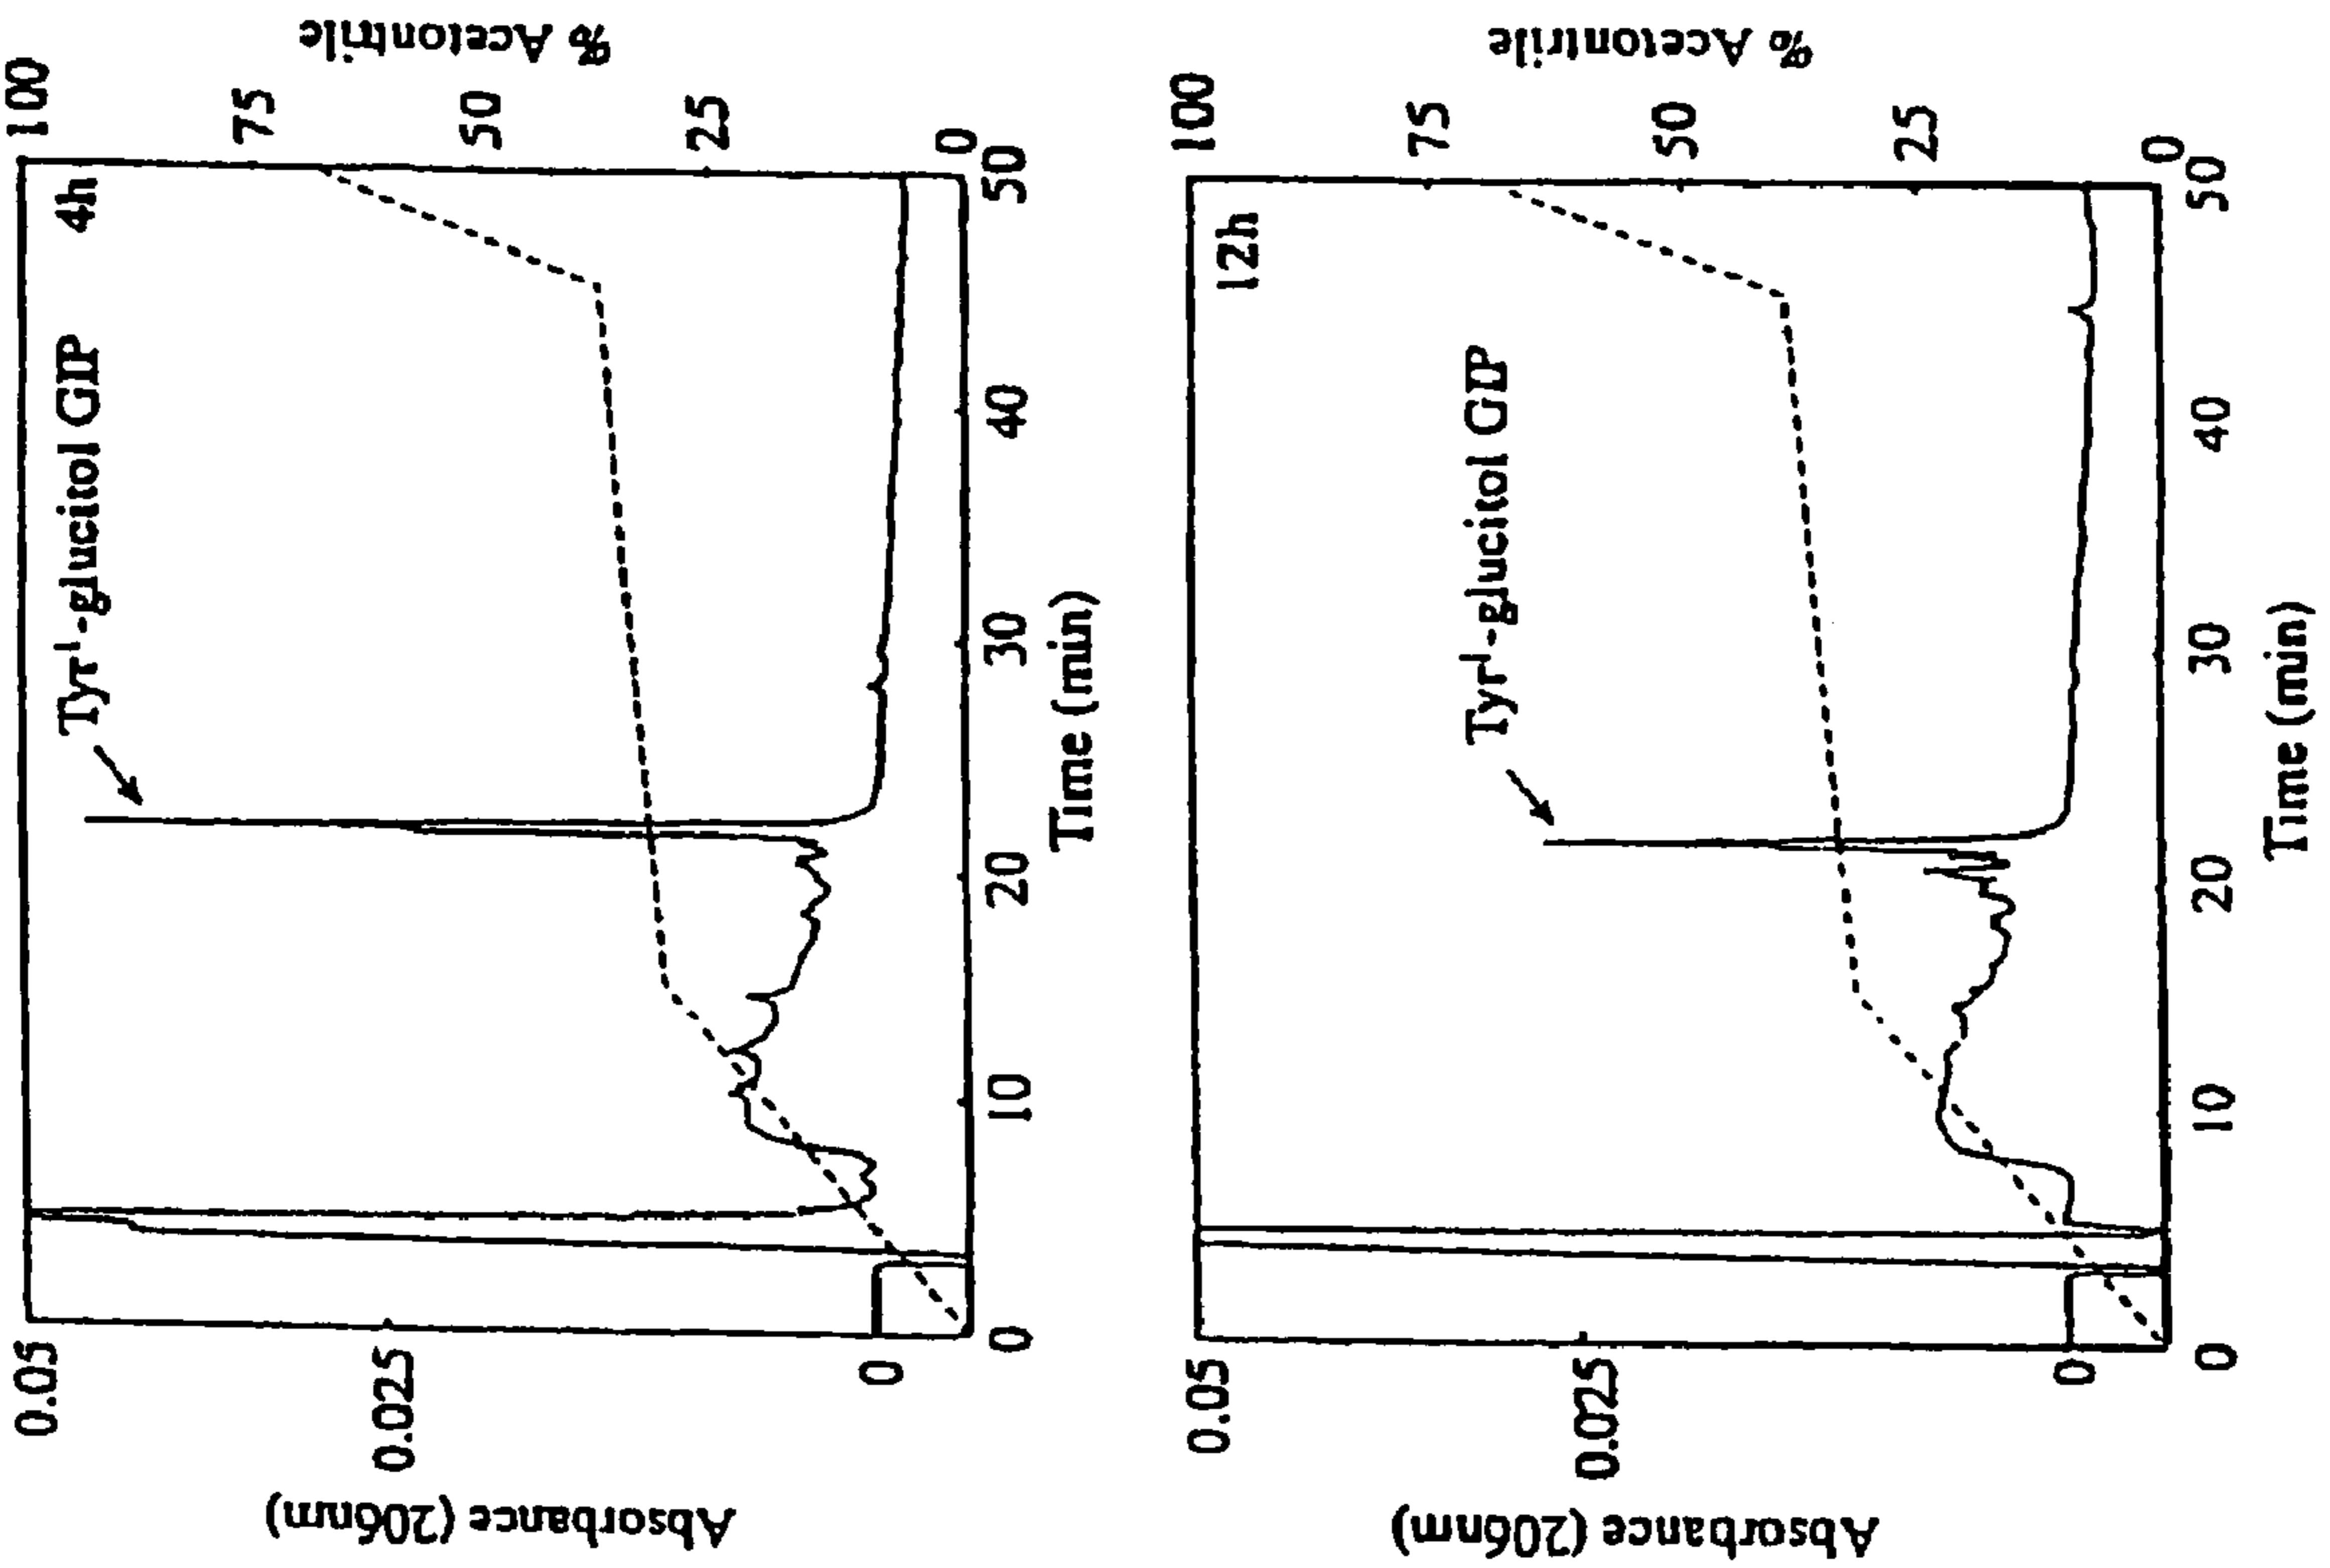 4h
Tyr¹-glucitol GIP
Absorbance (206nm)
0.05
0.025
0
% Acetontrile
100
75
50
25
0
0 10 20 30 40 50
Time (min)
12h
Tyr¹-glucitol GIP
Absorbance (206nm)
0.05
0.025
0
% Acetontrile
100
75
50
25
0
0 10 20 30 40 50
Time (min)